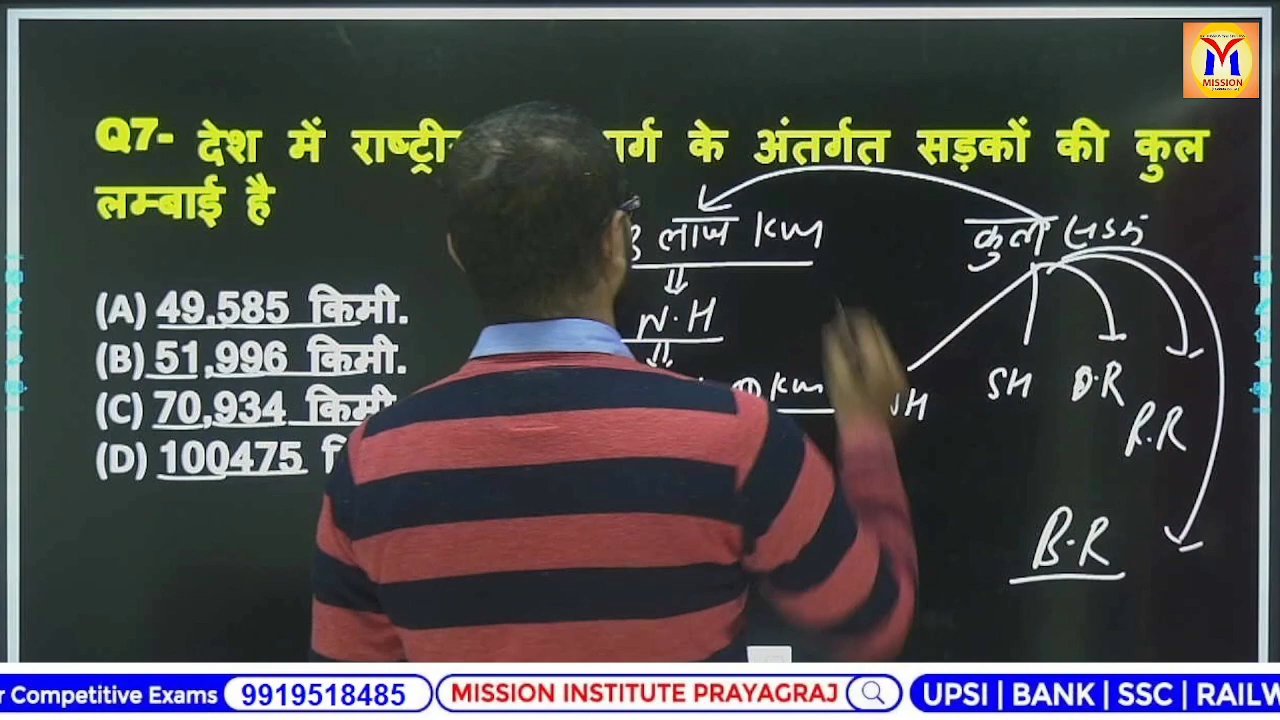 MISSION
Q7- देश में राष्ट्री र्ग के अंतर्गत सड़कों की कुल
लम्बाई है
लाख km
कुल सड़कें
(A) 49,585 किमी.
N.H
(B) 51,996 किमी.
km
SH
D.R
(C) 70,934 किमी
R.R
(D) 100475
B.R
r Competitive Exams 9919518485 MISSION INSTITUTE PRAYAGRAJ UPSI | BANK | SSC | RAILW